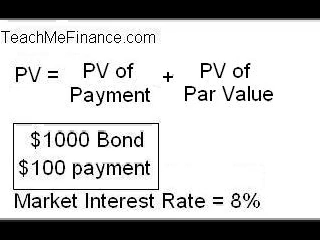 TeachMeFinance.com
PV = PV of Payment + PV of Par Value
$1000 Bond
$100 payment
Market Interest Rate = 8%